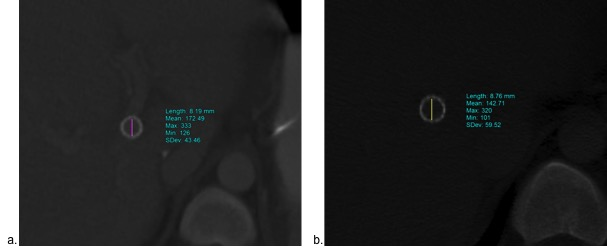 Length: 8.19 mm
Mean: 172.49
Max: 333
Min: 126
SDev: 43.46
a.
Length: 8.76 mm
Mean: 142.71
Max: 320
Min: 101
SDev: 59.52
b.